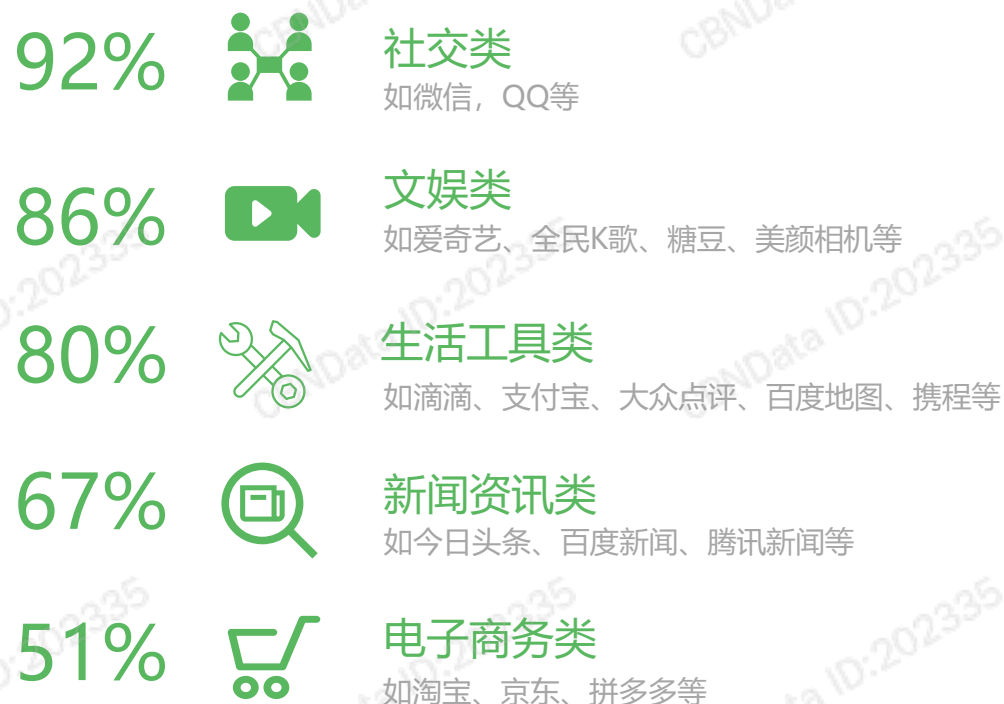 92%
社交类
如微信，QQ等
86%
文娱类
如爱奇艺、全民K歌、糖豆、美颜相机等
80%
生活工具类
如滴滴、支付宝、大众点评、百度地图、携程等
67%
新闻资讯类
如今日头条、百度新闻、腾讯新闻等
51%
电子商务类
如淘宝、京东、拼多多等
CBNData ID:202335